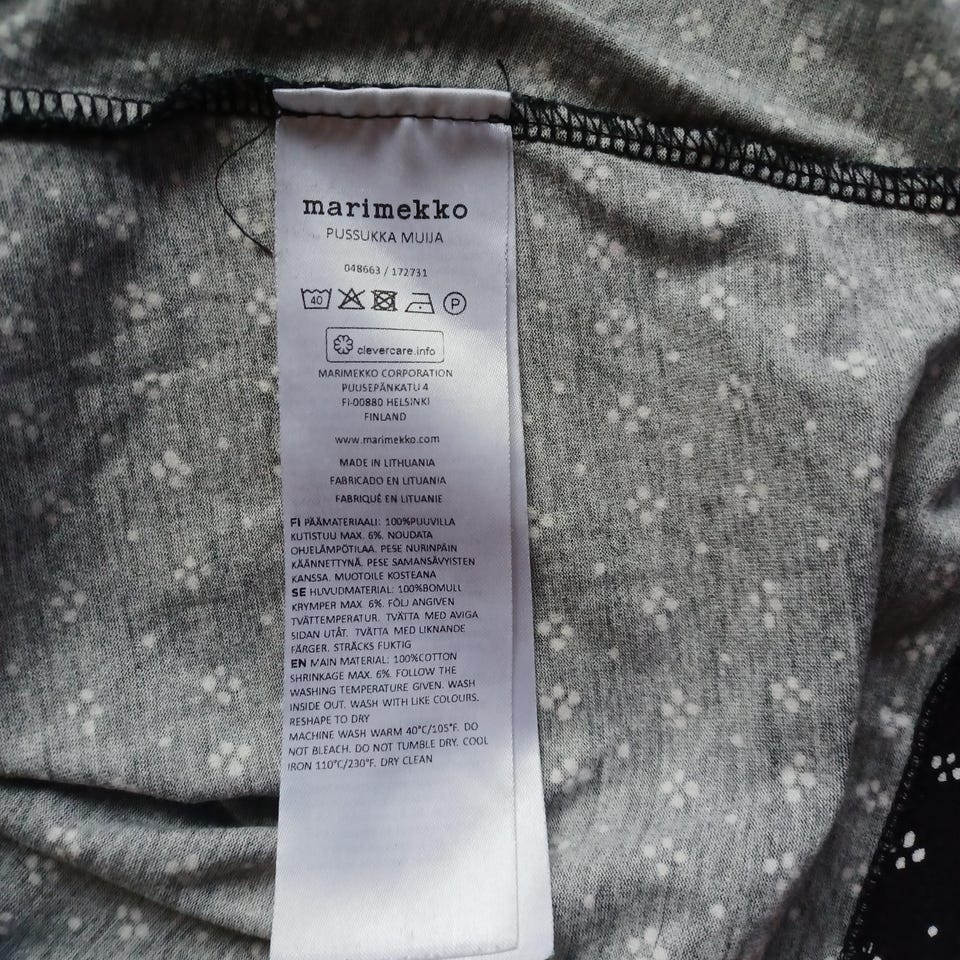 marimekko
PUSSUKKA MUIJA
048663 / 172731
40 P
clevercare.info
MARIMEKKO CORPORATION
PUUSEPÄNKATU 4
FI-00880 HELSINKI
FINLAND
www.marimekko.com
MADE IN LITHUANIA
FABRICADO EN LITUANIA
FABRIQUÉ EN LITUANIE
FI PÄÄMATERIAALI: 100%PUUVILLA
KUTISTUU MAX. 6%. NOUDATA
OHJELÄMPÖTILAA. PESE NURINPÄIN
KÄÄNNETTYNÄ. PESE SAMANSÄVYISTEN
KANSSA. MUOTOILE KOSTEANA
SE HUVUDMATERIAL: 100%BOMULL
KRYMPER MAX. 6%. FÖLJ ANGIVEN
TVÄTTEMPERATUR. TVÄTTA MED AVIGA
SIDAN UTÅT. TVÄTTA MED LIKNANDE
FÄRGER. STRÄCKS FUKTIG
EN MAIN MATERIAL: 100%COTTON
SHRINKAGE MAX. 6%. FOLLOW THE
WASHING TEMPERATURE GIVEN. WASH
INSIDE OUT. WASH WITH LIKE COLOURS.
RESHAPE TO DRY
MACHINE WASH WARM 40°C/105°F. DO
NOT BLEACH. DO NOT TUMBLE DRY. COOL
IRON 110°C/230°F. DRY CLEAN